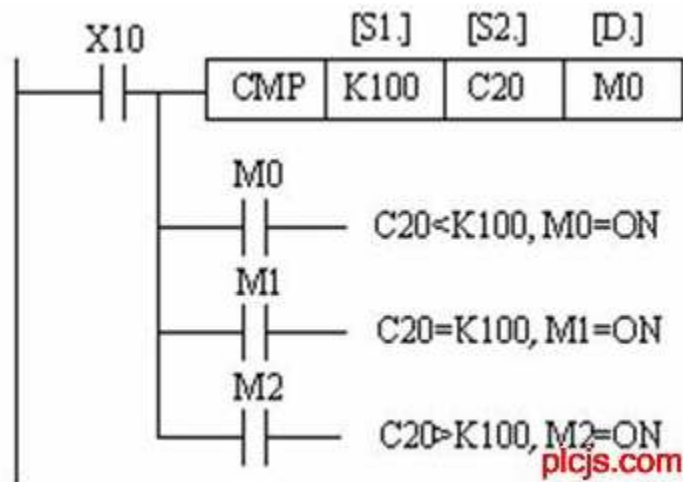 [S1.] [S2.] [D.]
X10
CMP K100 C20 M0
M0
C20<K100, M0=ON
M1
C20=K100, M1=ON
M2
C20>K100, M2=ON
plcjs.com